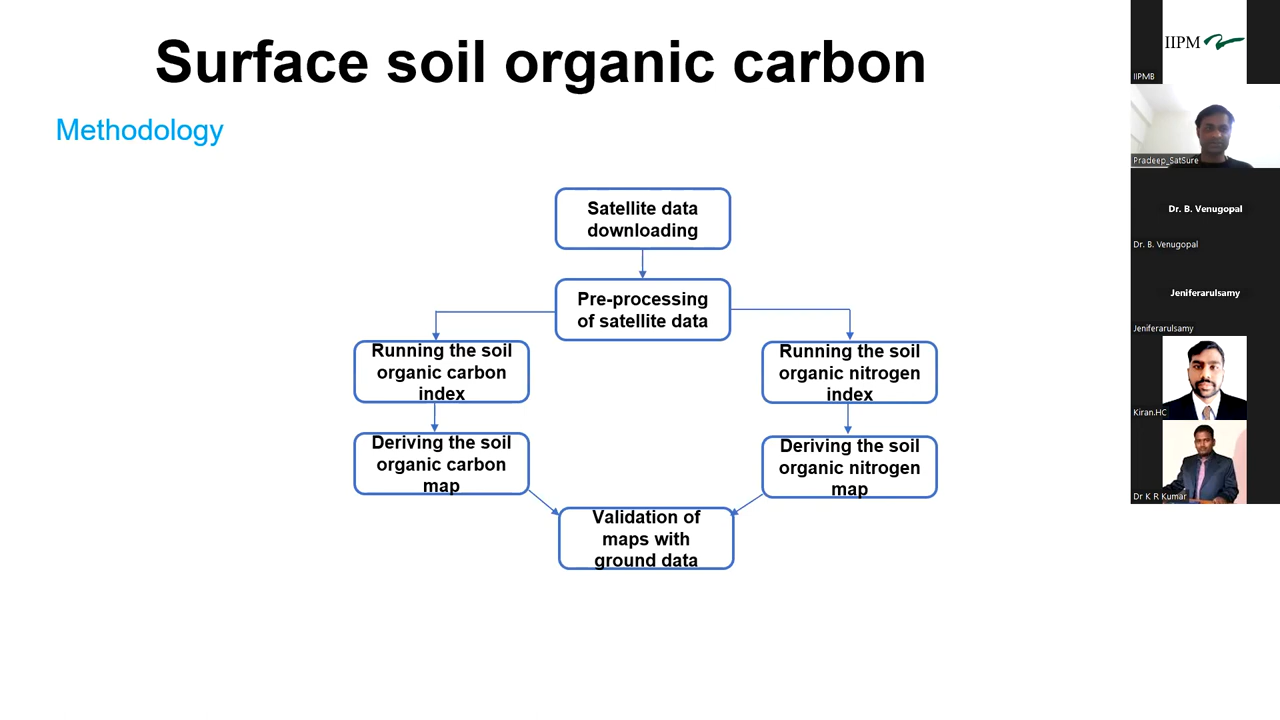 Surface soil organic carbon
Methodology
Satellite data
downloading
Pre-processing
of satellite data
Running the soil
organic carbon
index
Running the soil
organic nitrogen
index
Deriving the soil
organic carbon
map
Deriving the soil
organic nitrogen
map
Validation of
maps with
ground data
IIPM
IIPMB
Pradeep_SatSure
Dr. B. Venugopal
Dr. B. Venugopal
Jeniferarulsamy
Jeniferarulsamy
Kiran.HC
Dr K R Kumar